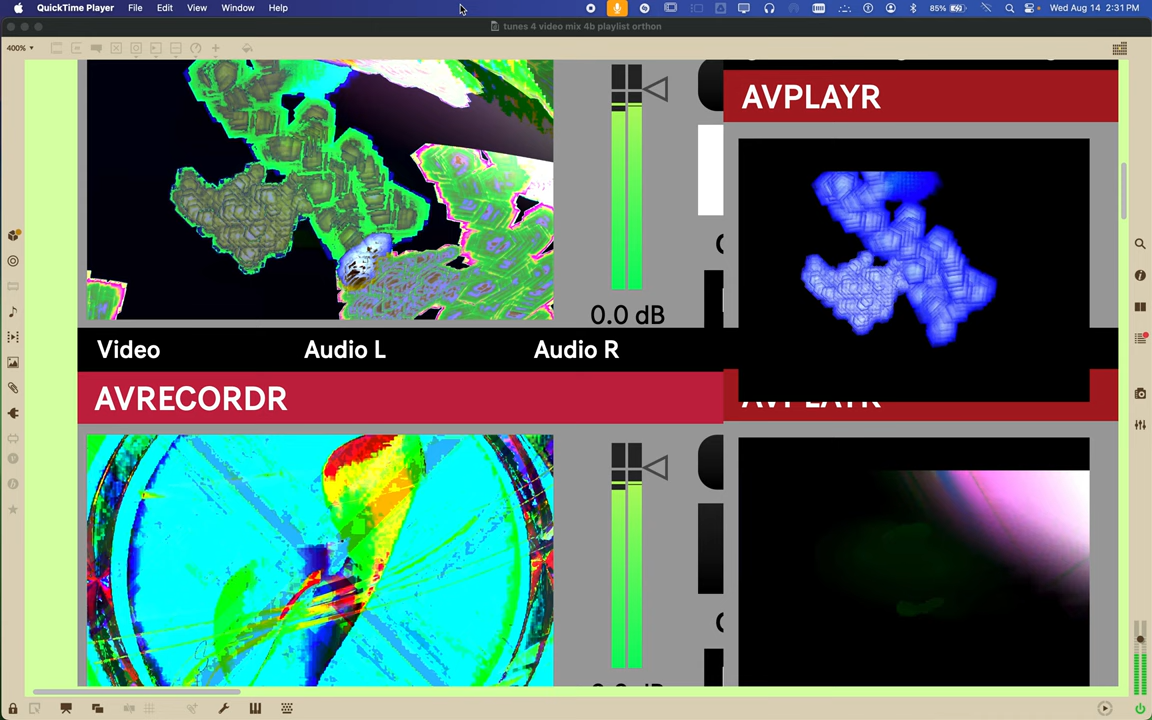 QuickTime Player File Edit View Window Help 85% Wed Aug 14 2:31 PM
tunes 4 video mix 4b playlist orthon
400%
AVPLAYR
0.0 dB
Video Audio L Audio R
AVRECORDR
AVPLAYR